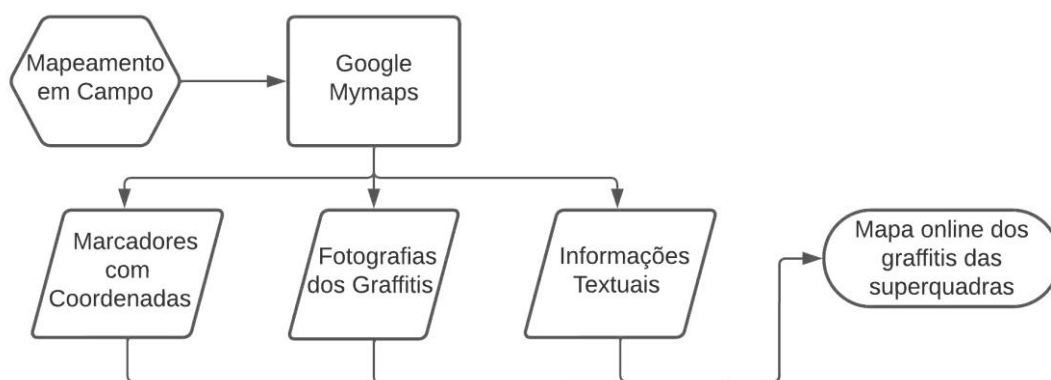 Mapeamento
em Campo
Google
Mymaps
Marcadores
com
Coordenadas
Fotografias
dos Graffitis
Informações
Textuais
Mapa online dos
graffitis das
superquadras